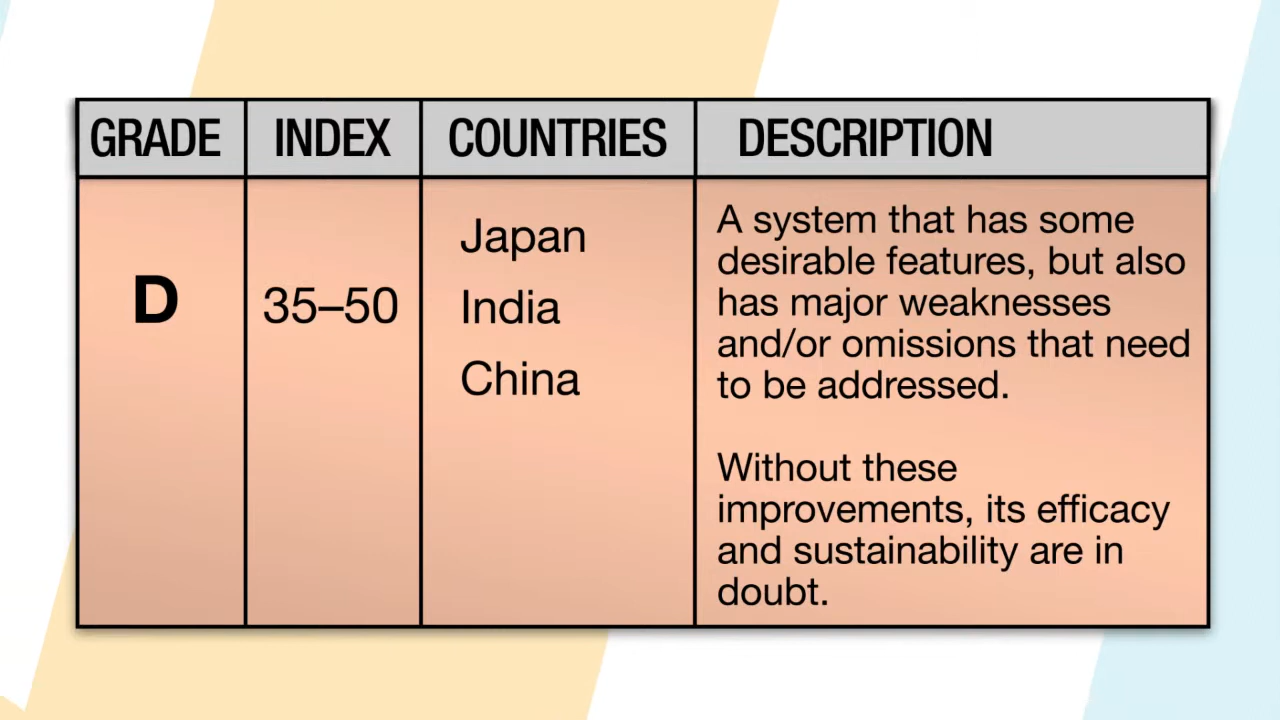 GRADE INDEX COUNTRIES DESCRIPTION
D
35–50
Japan
India
China
A system that has some
desirable features, but also
has major weaknesses
and/or omissions that need
to be addressed.
Without these
improvements, its efficacy
and sustainability are in
doubt.